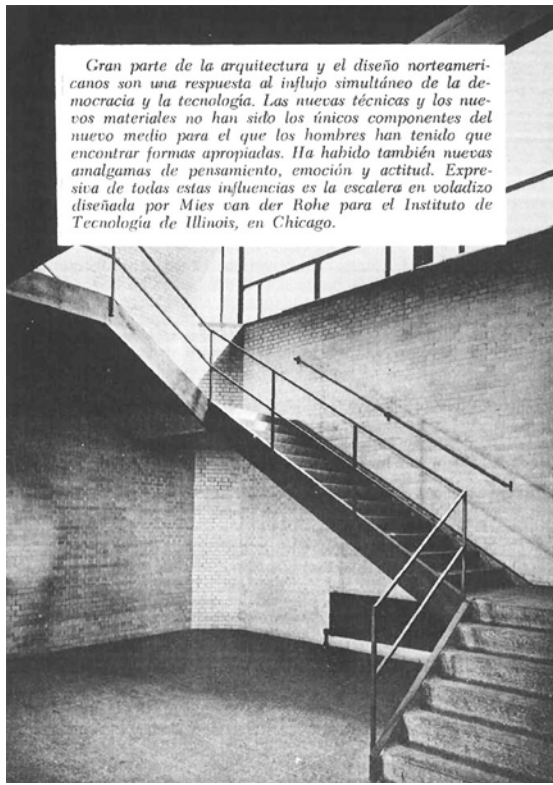 Gran parte de la arquitectura y el diseño norteameri-
canos son una respuesta al influjo simultáneo de la de-
mocracia y la tecnología. Las nuevas técnicas y los nue-
vos materiales no han sido los únicos componentes del
nuevo medio para el que los hombres han tenido que
encontrar formas apropiadas. Ha habido también nuevas
amalgamas de pensamiento, emoción y actitud. Expre-
siva de todas estas influencias es la escalera en voladizo
diseñada por Mies van der Rohe para el Instituto de
Tecnología de Illinois, en Chicago.